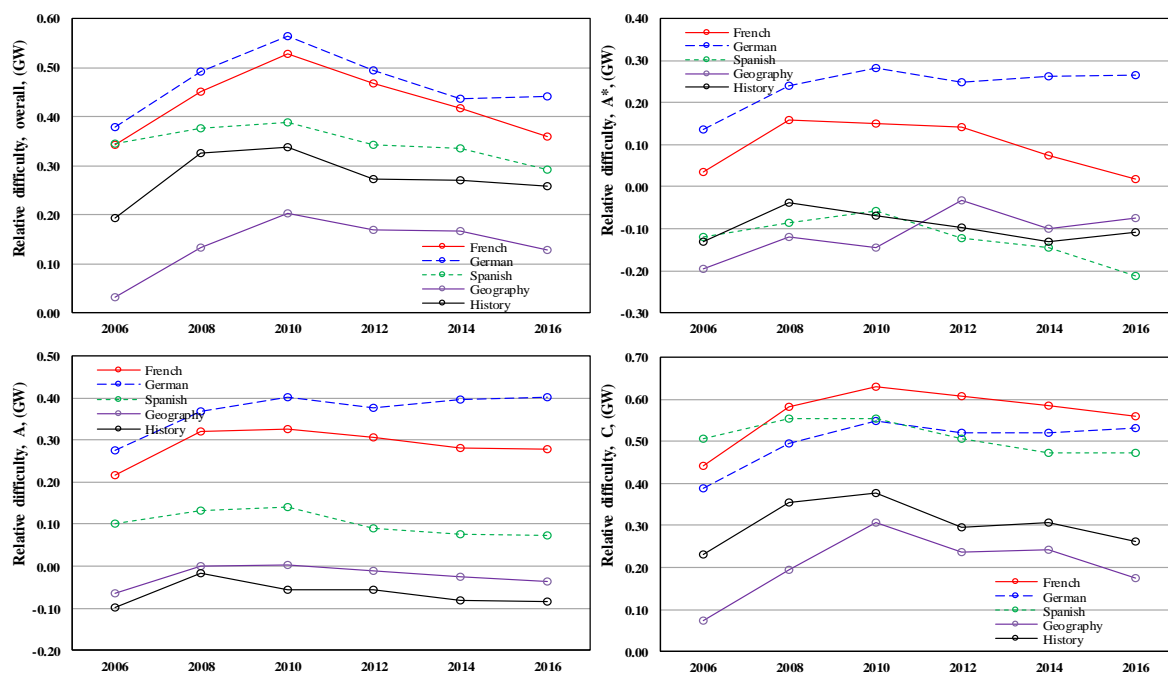 Relative difficulty, overall, (GW)
0.60
0.50
0.40
0.30
0.20
0.10
0.00
French
German
Spanish
Geography
History
2006 2008 2010 2012 2014 2016
Relative difficulty, A*, (GW)
0.40
0.30
0.20
0.10
0.00
-0.10
-0.20
-0.30
French
German
Spanish
Geography
History
2006 2008 2010 2012 2014 2016
Relative difficulty, A, (GW)
0.50
0.40
0.30
0.20
0.10
0.00
-0.10
-0.20
French
German
Spanish
Geography
History
2006 2008 2010 2012 2014 2016
Relative difficulty, C, (GW)
0.70
0.60
0.50
0.40
0.30
0.20
0.10
0.00
French
German
Spanish
Geography
History
2006 2008 2010 2012 2014 2016